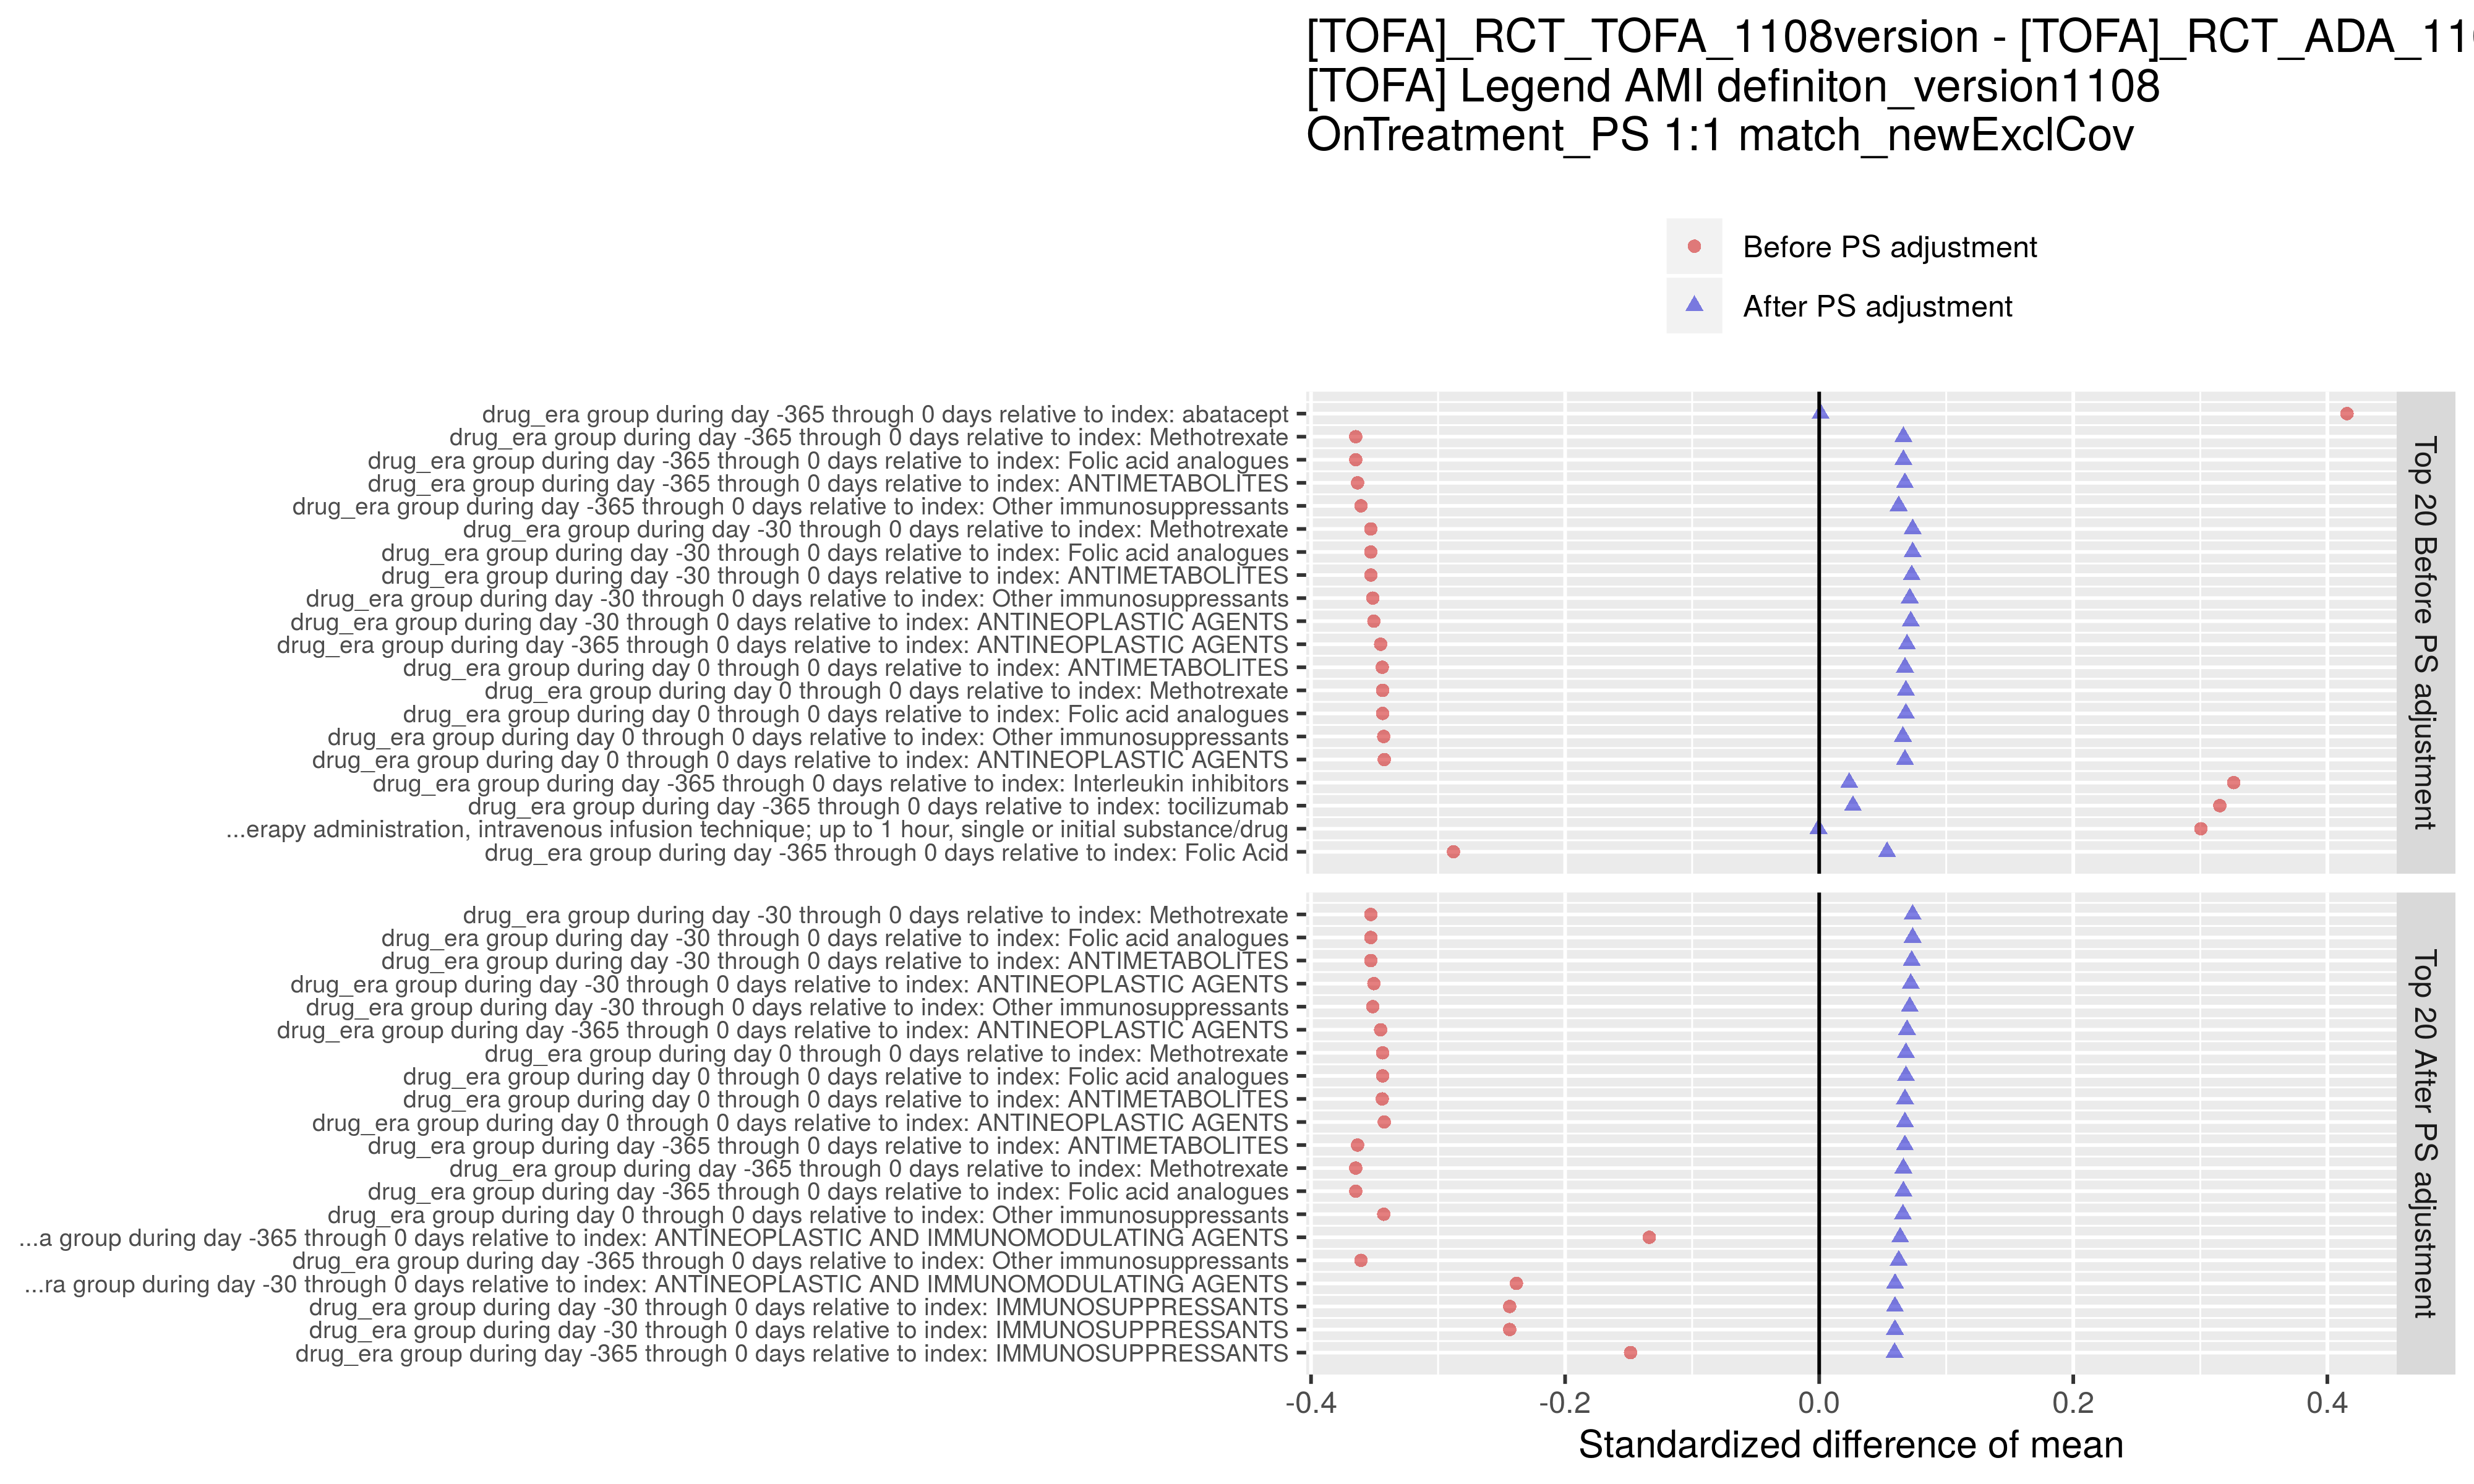 [TOFA]_RCT_TOFA_1108version - [TOFA]_RCT_ADA_11
[TOFA] Legend AMI definiton_version1108
OnTreatment_PS 1:1 match_newExclCov
Before PS adjustment
After PS adjustment
drug_era group during day -365 through 0 days relative to index: abatacept
drug_era group during day -365 through 0 days relative to index: Methotrexate
drug_era group during day -365 through 0 days relative to index: Folic acid analogues
drug_era group during day -365 through 0 days relative to index: ANTIMETABOLITES
drug_era group during day -365 through 0 days relative to index: Other immunosuppressants
drug_era group during day -30 through 0 days relative to index: Methotrexate
drug_era group during day -30 through 0 days relative to index: Folic acid analogues
drug_era group during day -30 through 0 days relative to index: ANTIMETABOLITES
drug_era group during day -30 through 0 days relative to index: Other immunosuppressants
drug_era group during day -30 through 0 days relative to index: ANTINEOPLASTIC AGENTS
drug_era group during day -365 through 0 days relative to index: ANTINEOPLASTIC AGENTS
drug_era group during day 0 through 0 days relative to index: ANTIMETABOLITES
drug_era group during day 0 through 0 days relative to index: Methotrexate
drug_era group during day 0 through 0 days relative to index: Folic acid analogues
drug_era group during day 0 through 0 days relative to index: Other immunosuppressants
drug_era group during day 0 through 0 days relative to index: ANTINEOPLASTIC AGENTS
drug_era group during day -365 through 0 days relative to index: Interleukin inhibitors
drug_era group during day -365 through 0 days relative to index: tocilizumab
...erapy administration, intravenous infusion technique; up to 1 hour, single or initial substance/drug
drug_era group during day -365 through 0 days relative to index: Folic Acid
Top 20 Before PS adjustment
drug_era group during day -30 through 0 days relative to index: Methotrexate
drug_era group during day -30 through 0 days relative to index: Folic acid analogues
drug_era group during day -30 through 0 days relative to index: ANTIMETABOLITES
drug_era group during day -30 through 0 days relative to index: ANTINEOPLASTIC AGENTS
drug_era group during day -30 through 0 days relative to index: Other immunosuppressants
drug_era group during day -365 through 0 days relative to index: ANTINEOPLASTIC AGENTS
drug_era group during day 0 through 0 days relative to index: Methotrexate
drug_era group during day 0 through 0 days relative to index: Folic acid analogues
drug_era group during day 0 through 0 days relative to index: ANTIMETABOLITES
drug_era group during day 0 through 0 days relative to index: ANTINEOPLASTIC AGENTS
drug_era group during day -365 through 0 days relative to index: ANTIMETABOLITES
drug_era group during day -365 through 0 days relative to index: Methotrexate
drug_era group during day -365 through 0 days relative to index: Folic acid analogues
drug_era group during day 0 through 0 days relative to index: Other immunosuppressants
...a group during day -365 through 0 days relative to index: ANTINEOPLASTIC AND IMMUNOMODULATING AGENTS
drug_era group during day -365 through 0 days relative to index: Other immunosuppressants
...ra group during day -30 through 0 days relative to index: ANTINEOPLASTIC AND IMMUNOMODULATING AGENTS
drug_era group during day -30 through 0 days relative to index: IMMUNOSUPPRESSANTS
drug_era group during day -30 through 0 days relative to index: IMMUNOSUPPRESSANTS
drug_era group during day -365 through 0 days relative to index: IMMUNOSUPPRESSANTS
Top 20 After PS adjustment
-0.4 -0.2 0.0 0.2 0.4
Standardized difference of mean